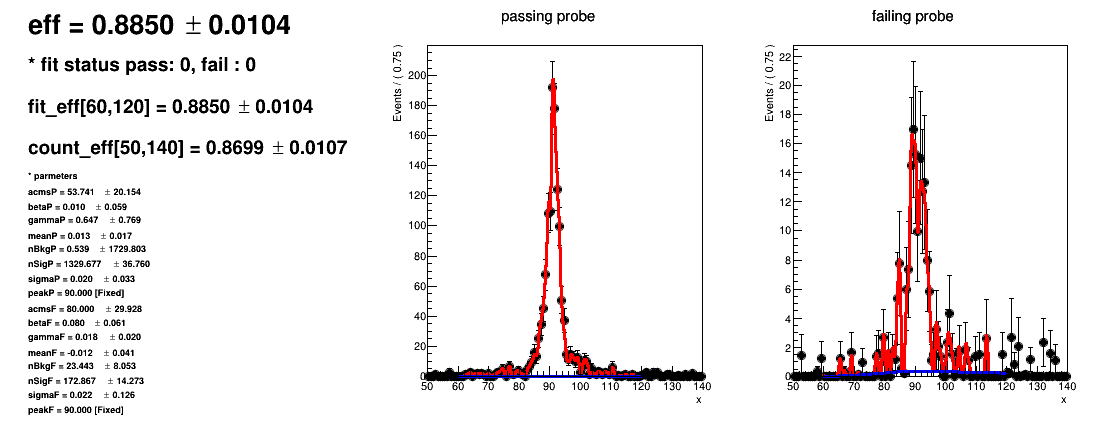 eff = 0.8850 ± 0.0104
* fit status pass: 0, fail : 0
fit_eff[60,120] = 0.8850 ± 0.0104
count_eff[50,140] = 0.8699 ± 0.0107
* parmeters
acmsP = 53.741 ± 20.154
betaP = 0.010 ± 0.059
gammaP = 0.647 ± 0.769
meanP = 0.013 ± 0.017
nBkgP = 0.539 ± 1729.803
nSigP = 1329.677 ± 36.760
sigmaP = 0.020 ± 0.033
peakP = 90.000 [Fixed]
acmsF = 80.000 ± 29.928
betaF = 0.080 ± 0.061
gammaF = 0.018 ± 0.020
meanF = -0.012 ± 0.041
nBkgF = 23.443 ± 8.053
nSigF = 172.867 ± 14.273
sigmaF = 0.022 ± 0.126
peakF = 90.000 [Fixed]
passing probe
Events / ( 0.75 )
200
180
160
140
120
100
80
60
40
20
0
50 60 70 80 90 100 110 120 130 140
x
failing probe
Events / ( 0.75 )
22
20
18
16
14
12
10
8
6
4
2
0
50 60 70 80 90 100 110 120 130 140
x